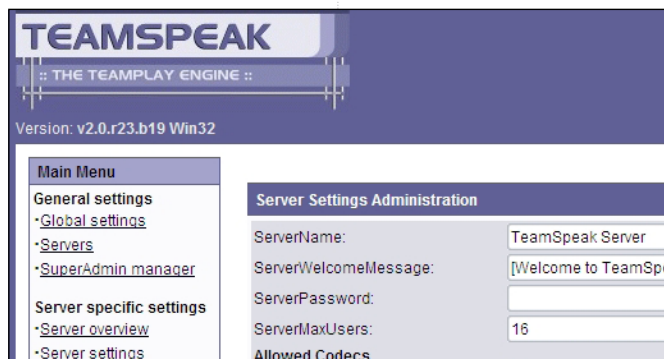 TEAMSPEAK
:: THE TEAMPLAY ENGINE ::
Version: v2.0.r23.b19 Win32
Main Menu
General settings
·Global settings
·Servers
·SuperAdmin manager
Server specific settings
·Server overview
·Server settings
Server Settings Administration
ServerName: TeamSpeak Server
ServerWelcomeMessage: [Welcome to TeamSpe
ServerPassword:
ServerMaxUsers: 16
Allowed Codecs